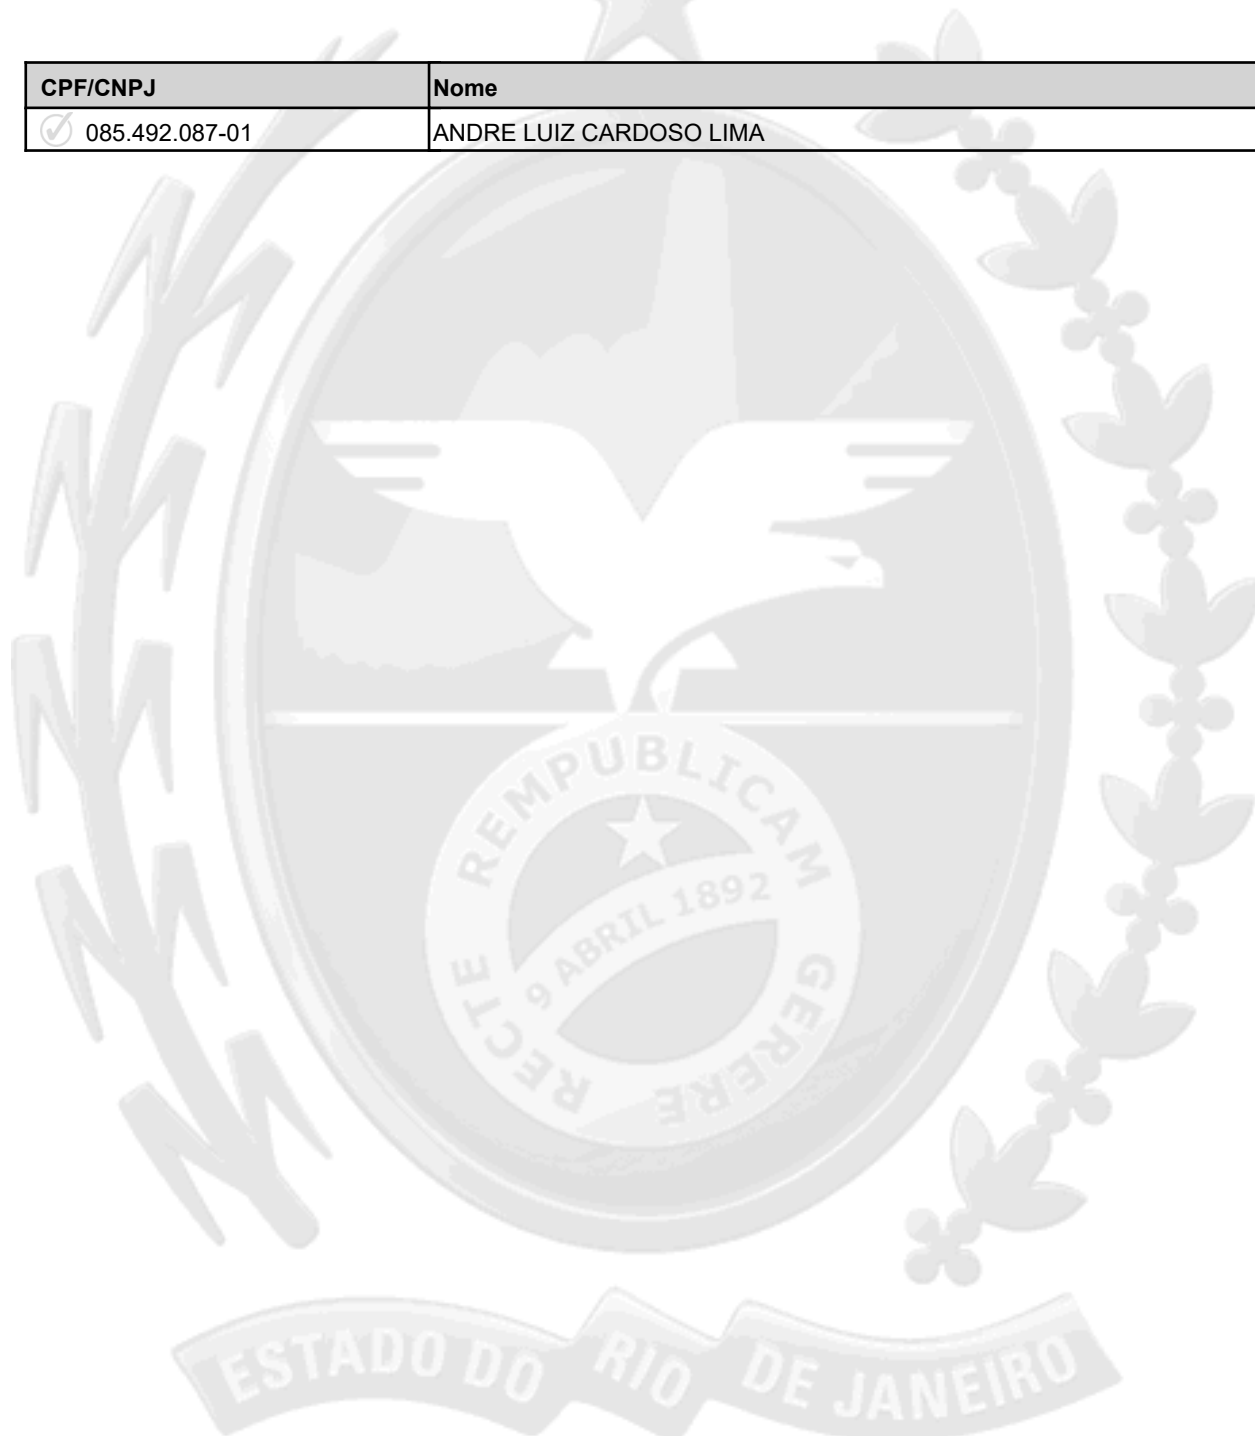 CPF/CNPJ Nome
085.492.087-01 ANDRE LUIZ CARDOSO LIMA
REMPUBLICAM
9 ABRIL 1892
RECTE GERERE
ESTADO DO RIO DE JANEIRO